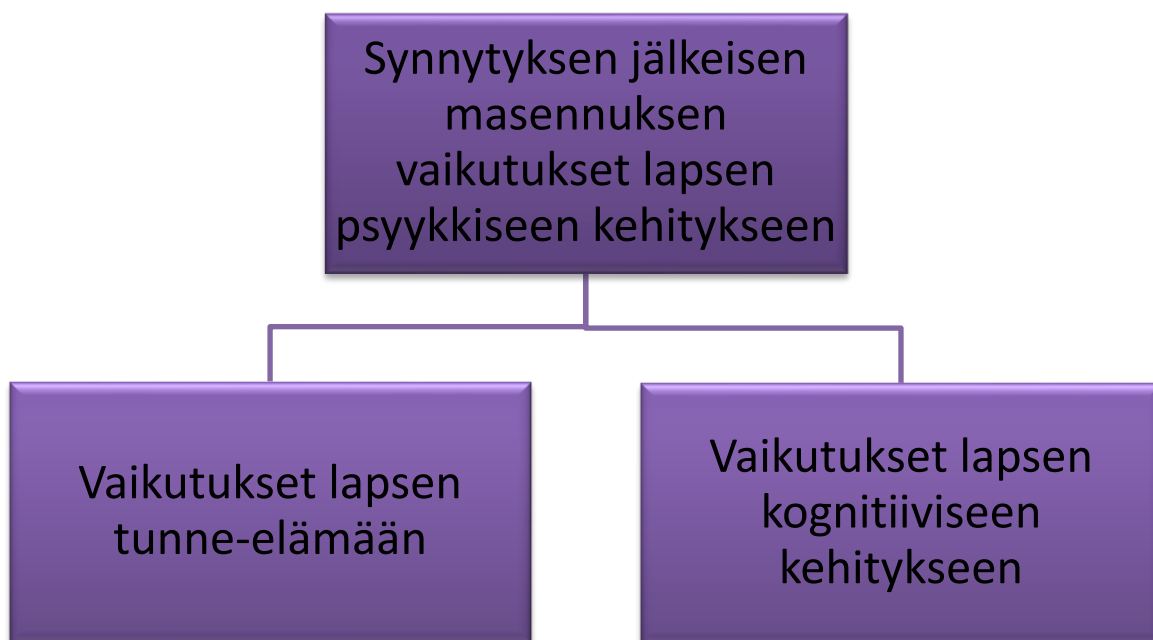 Synnytyksen jälkeisen
masennuksen
vaikutukset lapsen
psyykkiseen kehitykseen
Vaikutukset lapsen
tunne-elämään
Vaikutukset lapsen
kognitiiviseen
kehitykseen